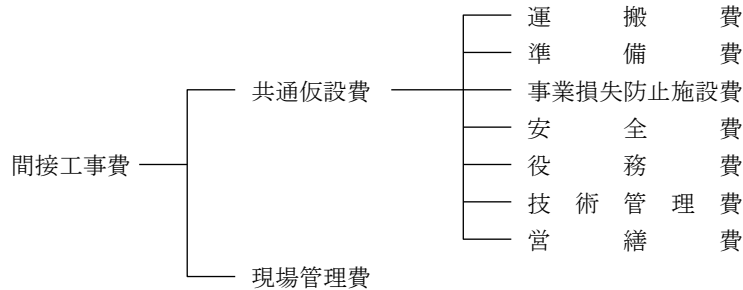 運搬費
準備費
共通仮設費
事業損失防止施設費
安全費
間接工事費
役務費
技術管理費
営繕費
現場管理費